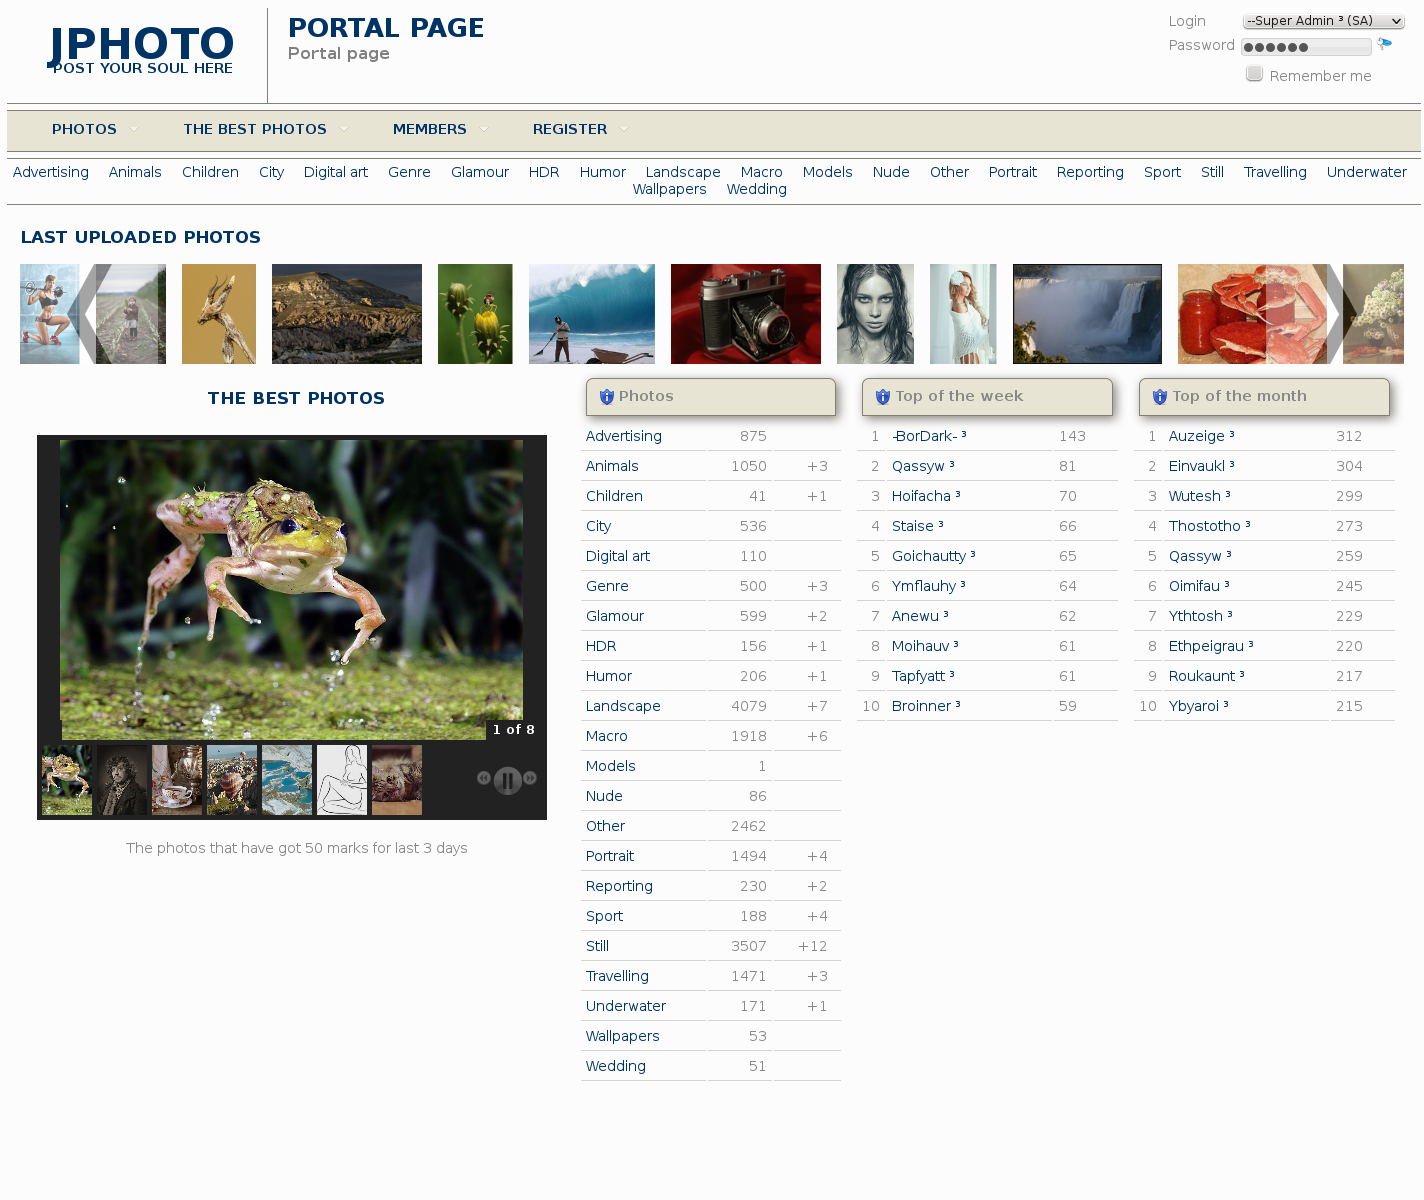 JPHOTO
POST YOUR SOUL HERE
PORTAL PAGE
Portal page
Login --Super Admin ³ (SA)
Password ●●●●●●
Remember me
PHOTOS THE BEST PHOTOS MEMBERS REGISTER
Advertising Animals Children City Digital art Genre Glamour HDR Humor Landscape Macro Models Nude Other Portrait Reporting Sport Still Travelling Underwater
Wallpapers Wedding
LAST UPLOADED PHOTOS
THE BEST PHOTOS
1 of 8
The photos that have got 50 marks for last 3 days
Photos
Advertising 875
Animals 1050 +3
Children 41 +1
City 536
Digital art 110
Genre 500 +3
Glamour 599 +2
HDR 156 +1
Humor 206 +1
Landscape 4079 +7
Macro 1918 +6
Models 1
Nude 86
Other 2462
Portrait 1494 +4
Reporting 230 +2
Sport 188 +4
Still 3507 +12
Travelling 1471 +3
Underwater 171 +1
Wallpapers 53
Wedding 51
Top of the week
1 -BorDark- ³ 143
2 Qassyw ³ 81
3 Hoifacha ³ 70
4 Staise ³ 66
5 Goichautty ³ 65
6 Ymflauhy ³ 64
7 Anewu ³ 62
8 Moihauv ³ 61
9 Tapfyatt ³ 61
10 Broinner ³ 59
Top of the month
1 Auzeige ³ 312
2 Einvaukl ³ 304
3 Wutesh ³ 299
4 Thostotho ³ 273
5 Qassyw ³ 259
6 Oimifau ³ 245
7 Ythtosh ³ 229
8 Ethpeigrau ³ 220
9 Roukaunt ³ 217
10 Ybyaroi ³ 215